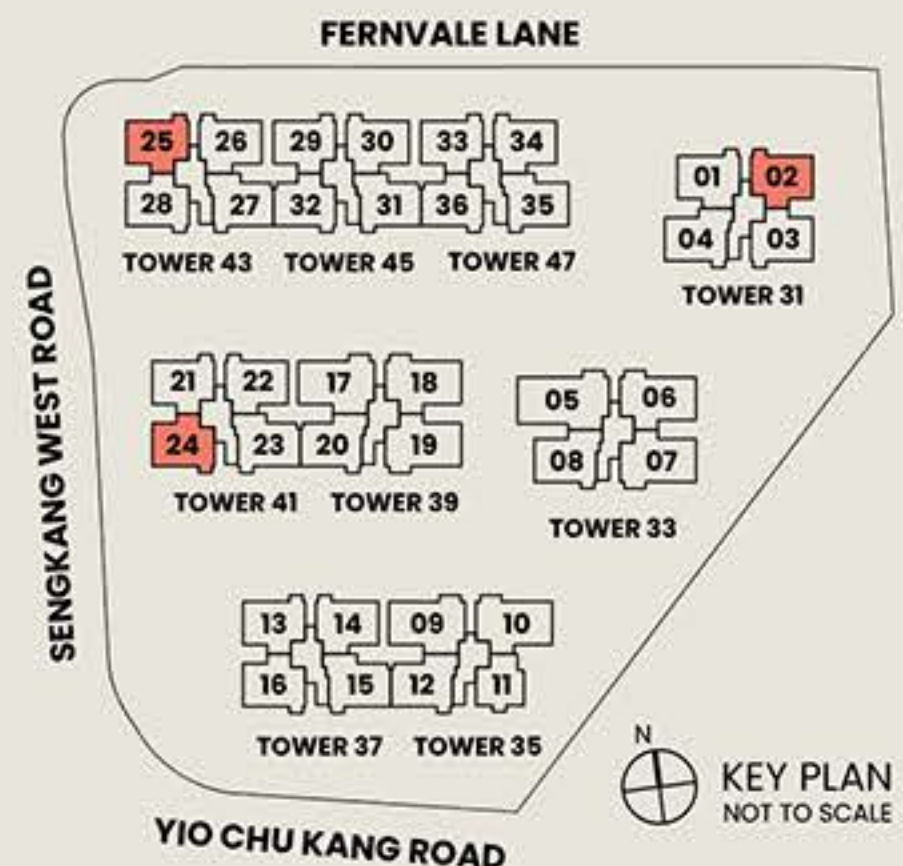 FERNVALE LANE
25 26 29 30 33 34
28 27 32 31 36 35
TOWER 43 TOWER 45 TOWER 47
01 02
04 03
TOWER 31
SENGKANG WEST ROAD
21 22 17 18
24 23 20 19
TOWER 41 TOWER 39
05 06
08 07
TOWER 33
13 14 09 10
16 15 12 11
TOWER 37 TOWER 35
N
KEY PLAN
NOT TO SCALE
YIO CHU KANG ROAD